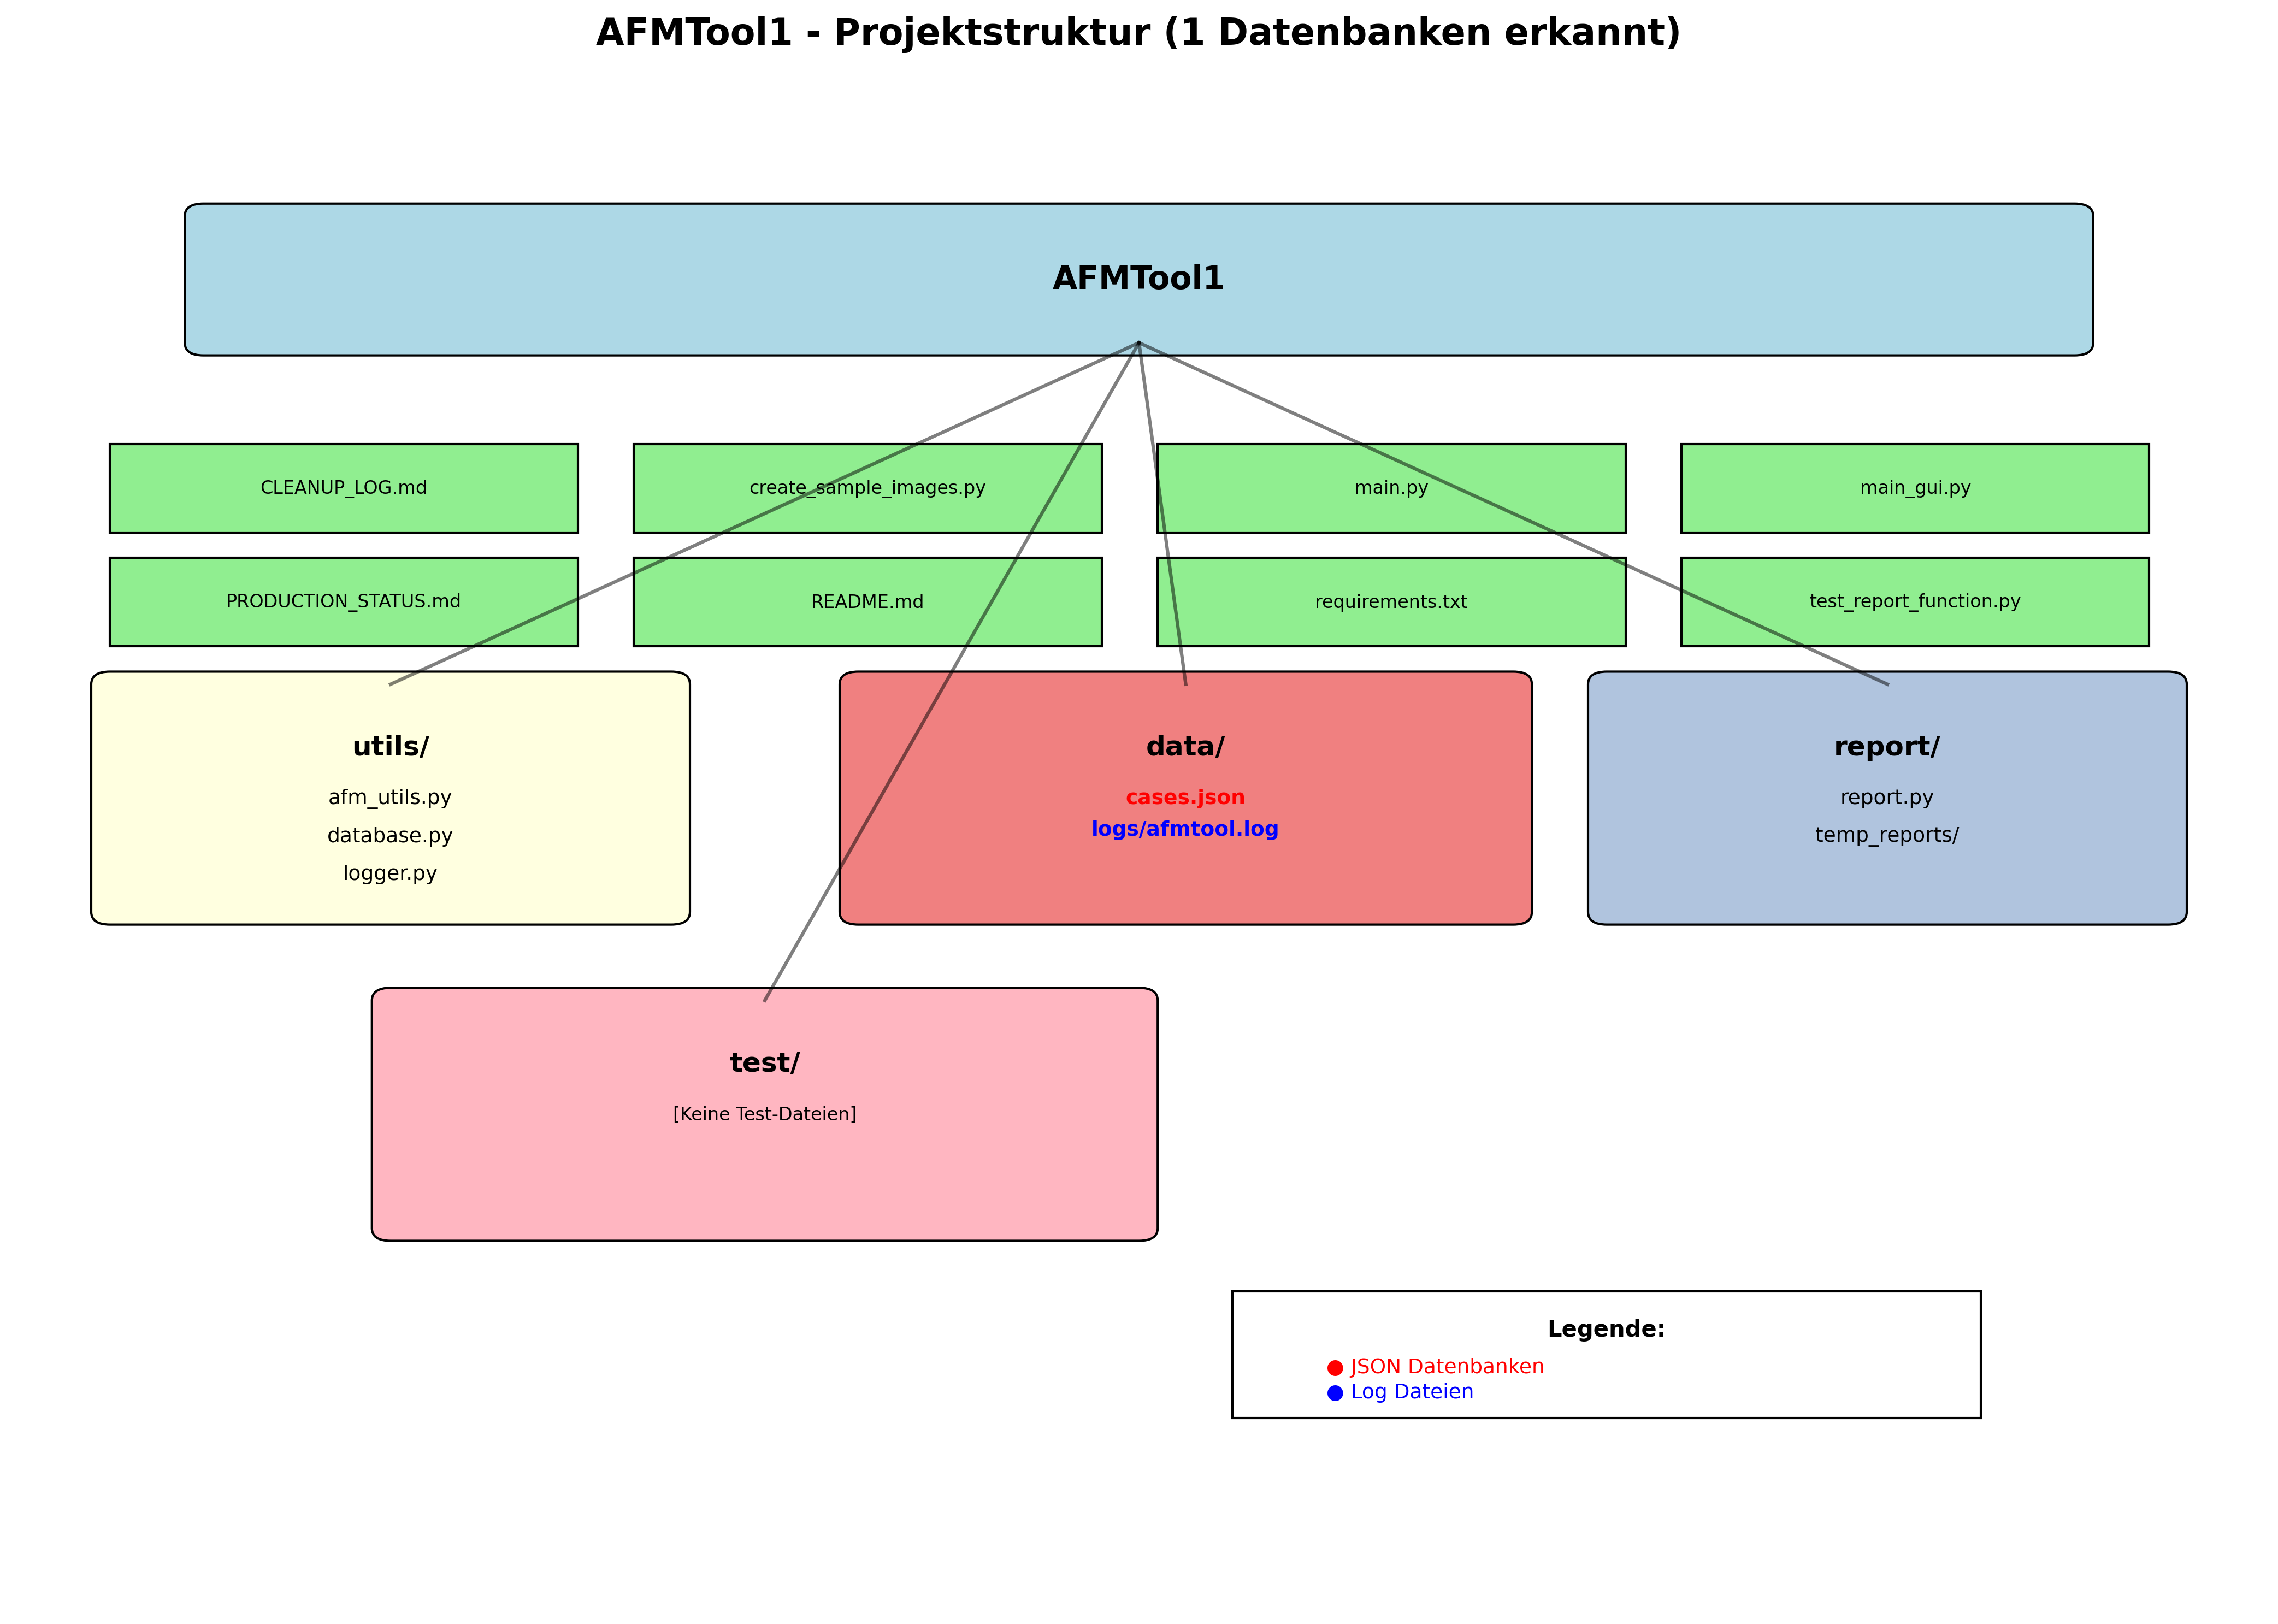 AFMTool1 - Projektstruktur (1 Datenbanken erkannt)
AFMTool1
CLEANUP_LOG.md
create_sample_images.py
main.py
main_gui.py
PRODUCTION_STATUS.md
README.md
requirements.txt
test_report_function.py
utils/
afm_utils.py
database.py
logger.py
data/
cases.json
logs/afmtool.log
report/
report.py
temp_reports/
test/
[Keine Test-Dateien]
Legende:
● JSON Datenbanken
● Log Dateien